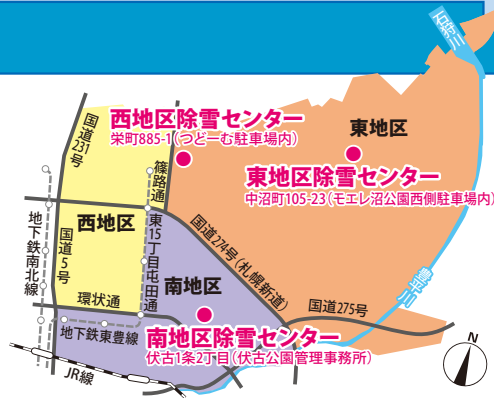 石狩川
国道231号
西地区除雪センター
栄町885-1(つどーむ駐車場内)
東地区
東地区除雪センター
中沼町105-23(モエレ沼公園西側駐車場内)
篠路通
地下鉄南北線
国道5号
西地区
東15丁目屯田通
国道274号(札幌新道)
南地区
豊平川
環状通
国道275号
地下鉄東豊線
南地区除雪センター
伏古1条2丁目(伏古公園管理事務所)
JR線
N